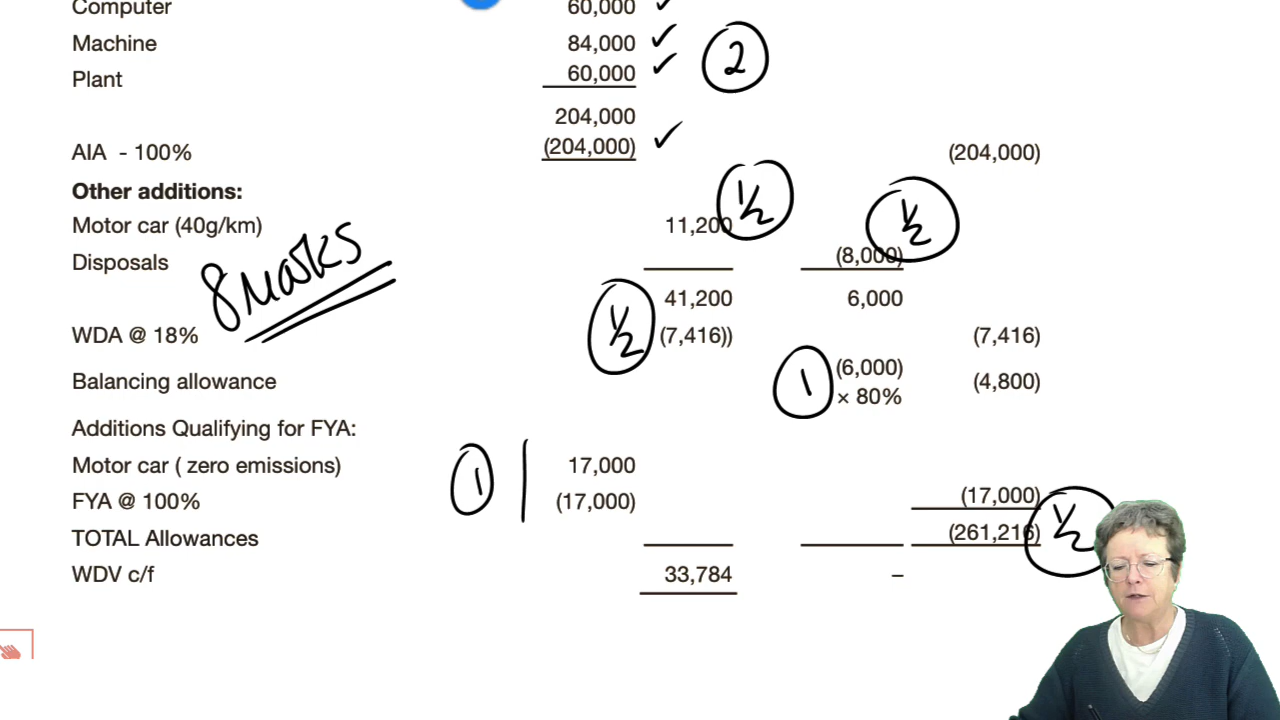 Computer 60,000 ✓
Machine 84,000 ✓
Plant 60,000 ✓ 2
204,000
AIA - 100% (204,000) ✓ (204,000)
Other additions: ½ ½
Motor car (40g/km) 11,200
Disposals (8,000)
8 marks
41,200 6,000
WDA @ 18% ½ (7,416)) (7,416)
(6,000)
Balancing allowance 1 × 80% (4,800)
Additions Qualifying for FYA:
Motor car ( zero emissions) 1 17,000
FYA @ 100% (17,000) (17,000)
TOTAL Allowances (261,216) ½
WDV c/f 33,784 –